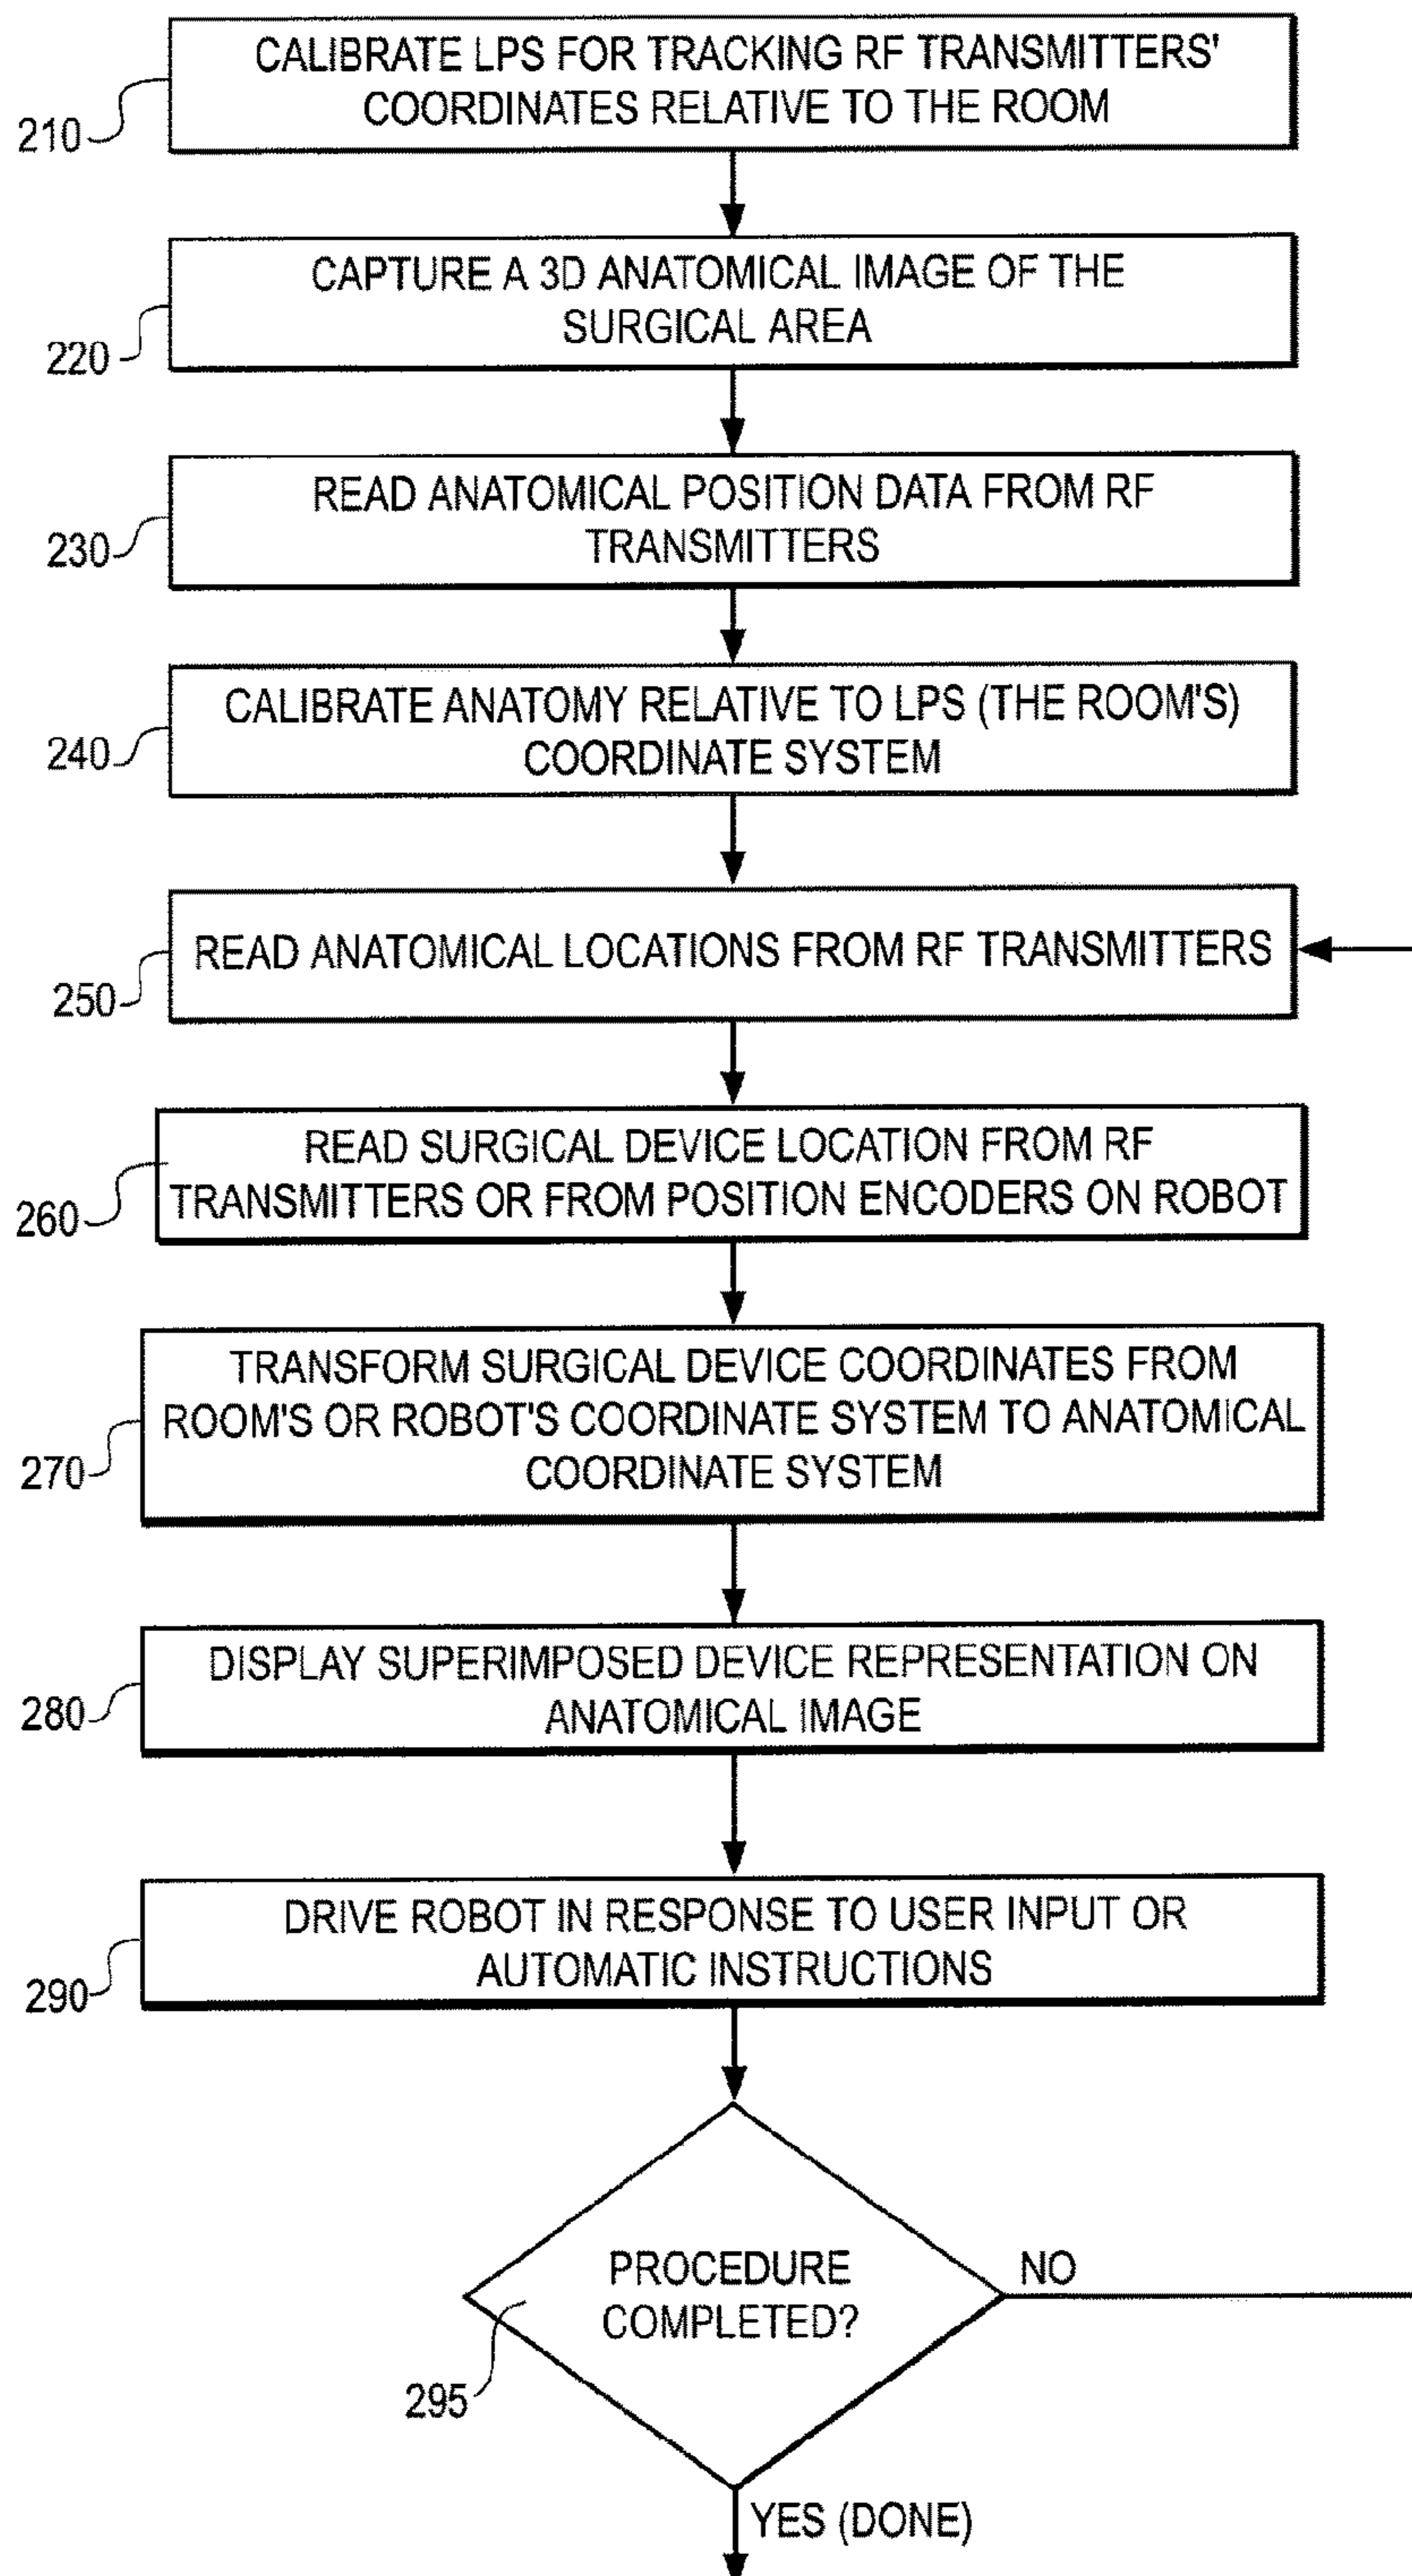 CALIBRATE LPS FOR TRACKING RF TRANSMITTERS'
COORDINATES RELATIVE TO THE ROOM
210
CAPTURE A 3D ANATOMICAL IMAGE OF THE
SURGICAL AREA
220
READ ANATOMICAL POSITION DATA FROM RF
TRANSMITTERS
230
CALIBRATE ANATOMY RELATIVE TO LPS (THE ROOM'S)
COORDINATE SYSTEM
240
READ ANATOMICAL LOCATIONS FROM RF TRANSMITTERS
250
READ SURGICAL DEVICE LOCATION FROM RF
TRANSMITTERS OR FROM POSITION ENCODERS ON ROBOT
260
TRANSFORM SURGICAL DEVICE COORDINATES FROM
ROOM'S OR ROBOT'S COORDINATE SYSTEM TO ANATOMICAL
COORDINATE SYSTEM
270
DISPLAY SUPERIMPOSED DEVICE REPRESENTATION ON
ANATOMICAL IMAGE
280
DRIVE ROBOT IN RESPONSE TO USER INPUT OR
AUTOMATIC INSTRUCTIONS
290
PROCEDURE
COMPLETED?
NO
295
YES (DONE)